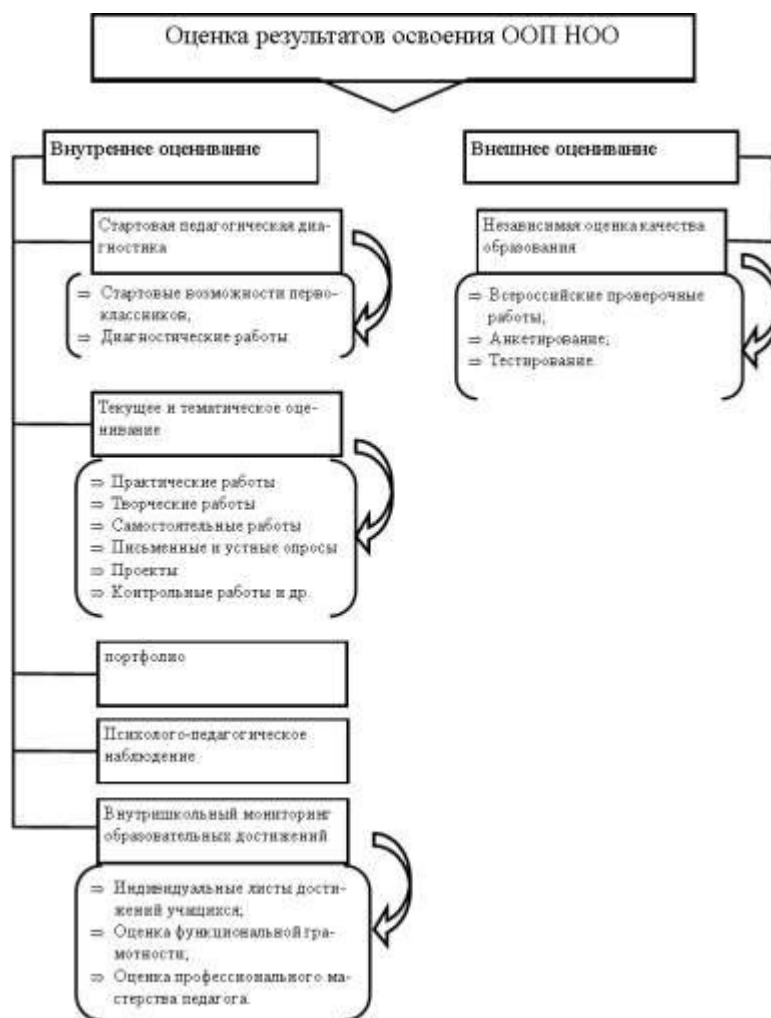 Оценка результатов освоения ООП НОО
Внутреннее оценивание
Стартовая педагогическая диа-
гностика
⇒ Стартовые возможности перво-
классников;
⇒ Диагностические работы
Текущее и тематическое оце-
нивание
⇒ Практические работы
⇒ Творческие работы
⇒ Самостоятельные работы
⇒ Письменные и устные опросы
⇒ Проекты
⇒ Контрольные работы и др.
портфолио
Психолого-педагогическое
наблюдение
Внутришкольный мониторинг
образовательных достижений
⇒ Индивидуальные листы дости-
жений учащихся;
⇒ Оценка функциональной гра-
мотности;
⇒ Оценка профессионального ма-
стерства педагога.
Внешнее оценивание
Независимая оценка качества
образования
⇒ Всероссийские проверочные
работы;
⇒ Анкетирование;
⇒ Тестирование.